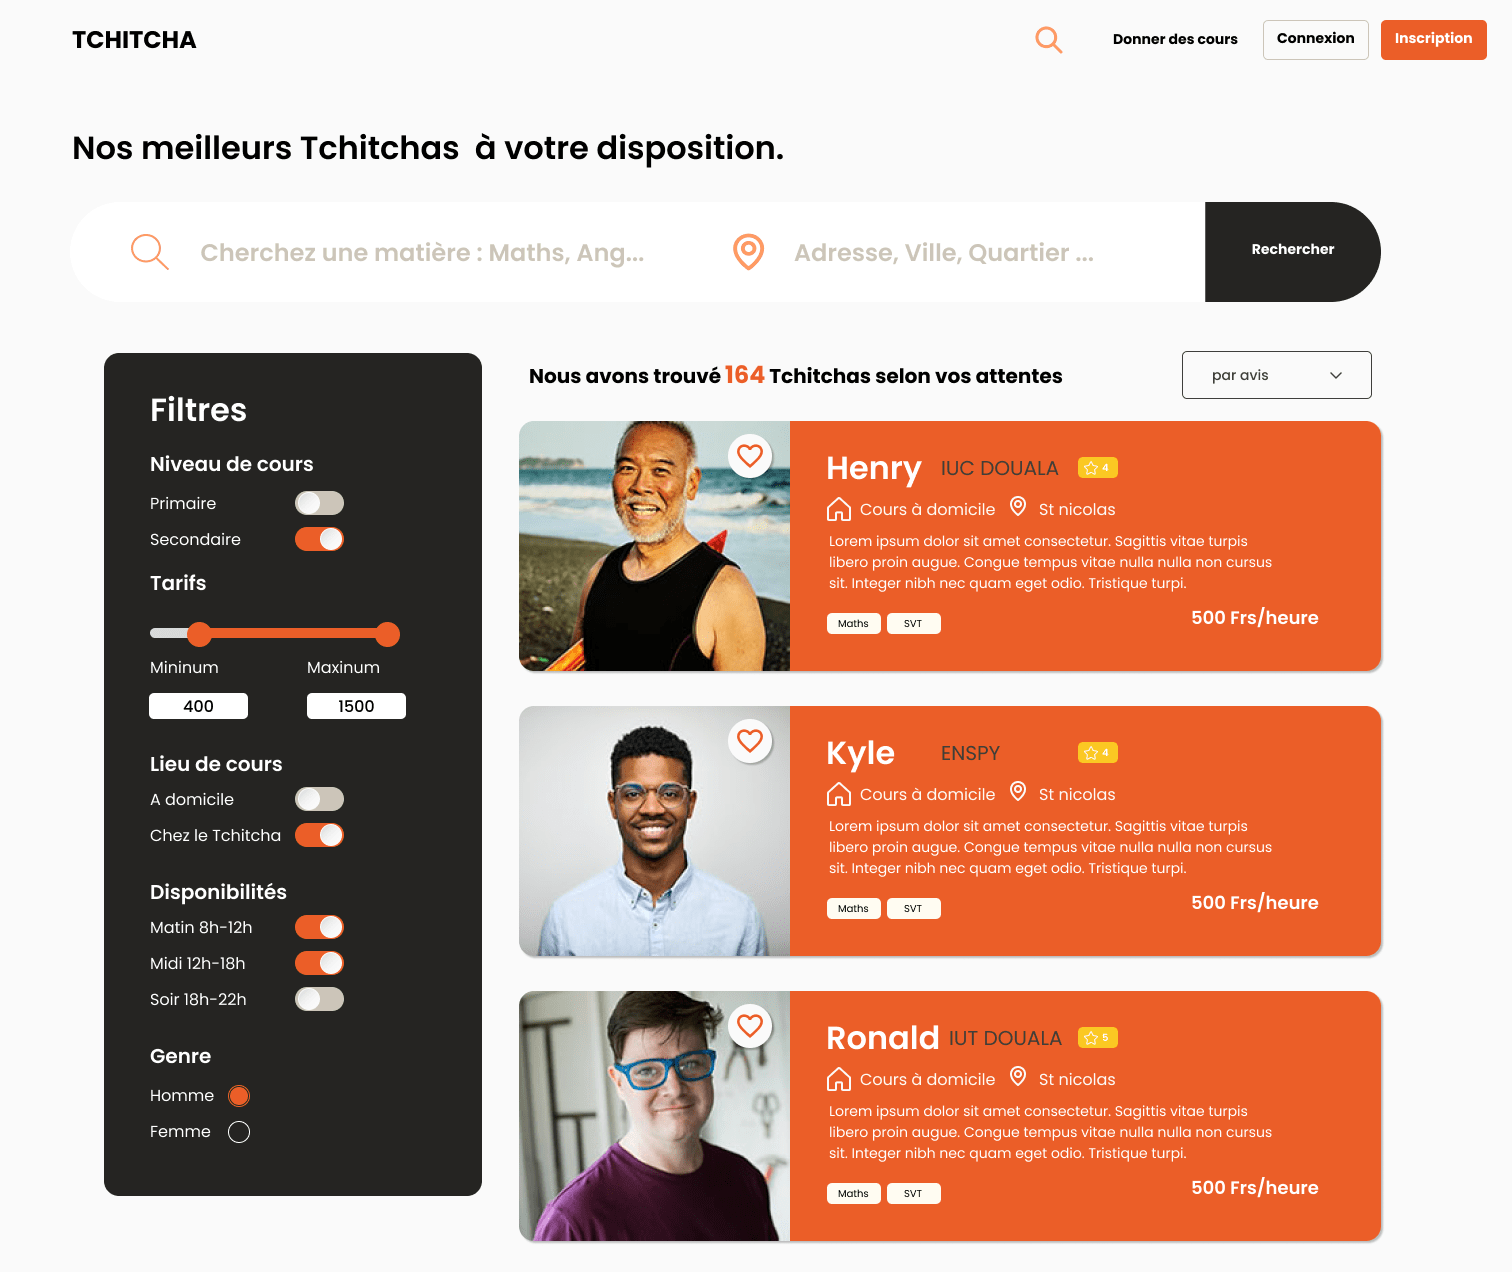 TCHITCHA
Donner des cours
Connexion
Inscription
Nos meilleurs Tchitchas à votre disposition.
Cherchez une matière : Maths, Ang...
Adresse, Ville, Quartier ...
Rechercher
Filtres
Niveau de cours
Primaire
Secondaire
Tarifs
Mininum
Maxinum
400
1500
Lieu de cours
A domicile
Chez le Tchitcha
Disponibilités
Matin 8h-12h
Midi 12h-18h
Soir 18h-22h
Genre
Homme
Femme
Nous avons trouvé 164 Tchitchas selon vos attentes
par avis
Henry IUC DOUALA 4
Cours à domicile St nicolas
Lorem ipsum dolor sit amet consectetur. Sagittis vitae turpis
libero proin augue. Congue tempus vitae nulla nulla non cursus
sit. Integer nibh nec quam eget odio. Tristique turpi.
500 Frs/heure
Maths SVT
Kyle ENSPY 4
Cours à domicile St nicolas
Lorem ipsum dolor sit amet consectetur. Sagittis vitae turpis
libero proin augue. Congue tempus vitae nulla nulla non cursus
sit. Integer nibh nec quam eget odio. Tristique turpi.
500 Frs/heure
Maths SVT
Ronald IUT DOUALA 5
Cours à domicile St nicolas
Lorem ipsum dolor sit amet consectetur. Sagittis vitae turpis
libero proin augue. Congue tempus vitae nulla nulla non cursus
sit. Integer nibh nec quam eget odio. Tristique turpi.
500 Frs/heure
Maths SVT